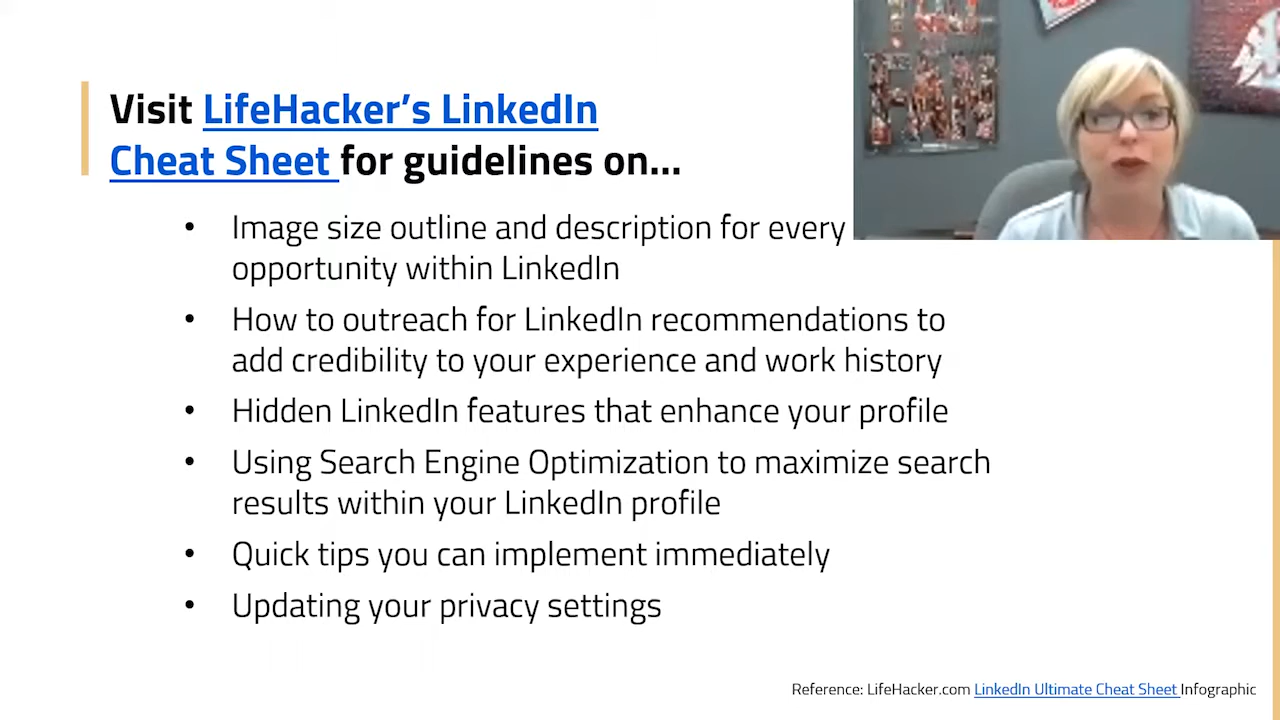 Visit LifeHacker’s LinkedIn
Cheat Sheet for guidelines on...
• Image size outline and description for every
opportunity within LinkedIn
• How to outreach for LinkedIn recommendations to
add credibility to your experience and work history
• Hidden LinkedIn features that enhance your profile
• Using Search Engine Optimization to maximize search
results within your LinkedIn profile
• Quick tips you can implement immediately
• Updating your privacy settings
Reference: LifeHacker.com LinkedIn Ultimate Cheat Sheet Infographic